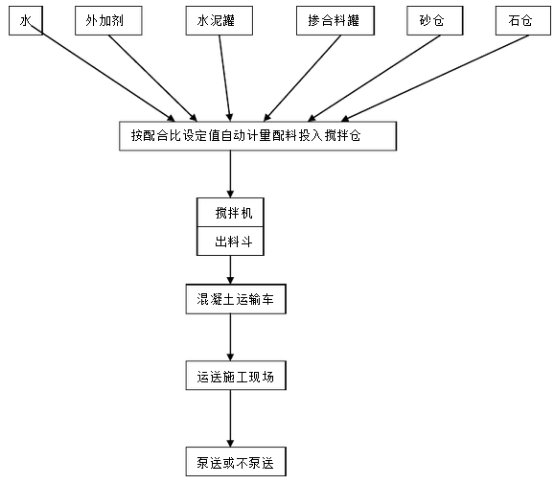 水
外加剂
水泥罐
掺合料罐
砂仓
石仓
按配合比设定值自动计量配料投入搅拌仓
搅拌机
出料斗
混凝土运输车
运送施工现场
泵送或不泵送